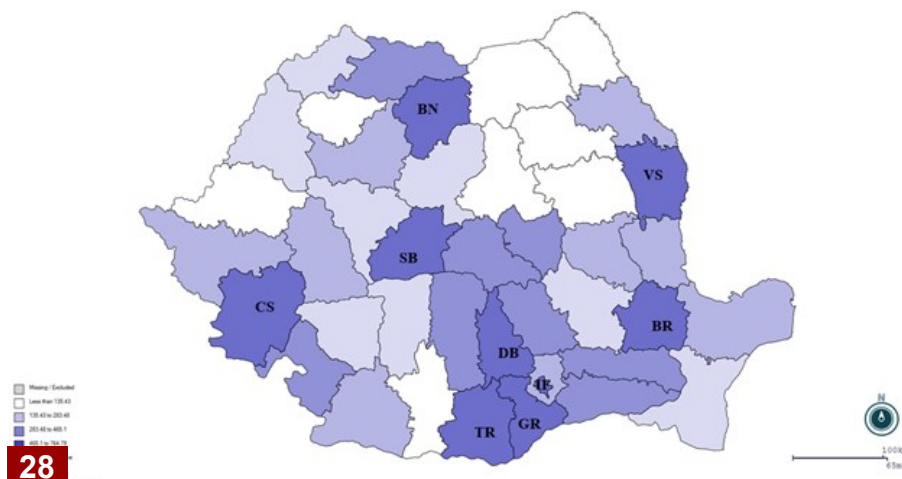 BN
VS
SB
CS
BR
DB
IF
TR
GR
Missing / Excluded
Less than 135.43
135.43 to 283.48
283.48 to 465.1
465.1 to 764.79
28
N
100k
65m